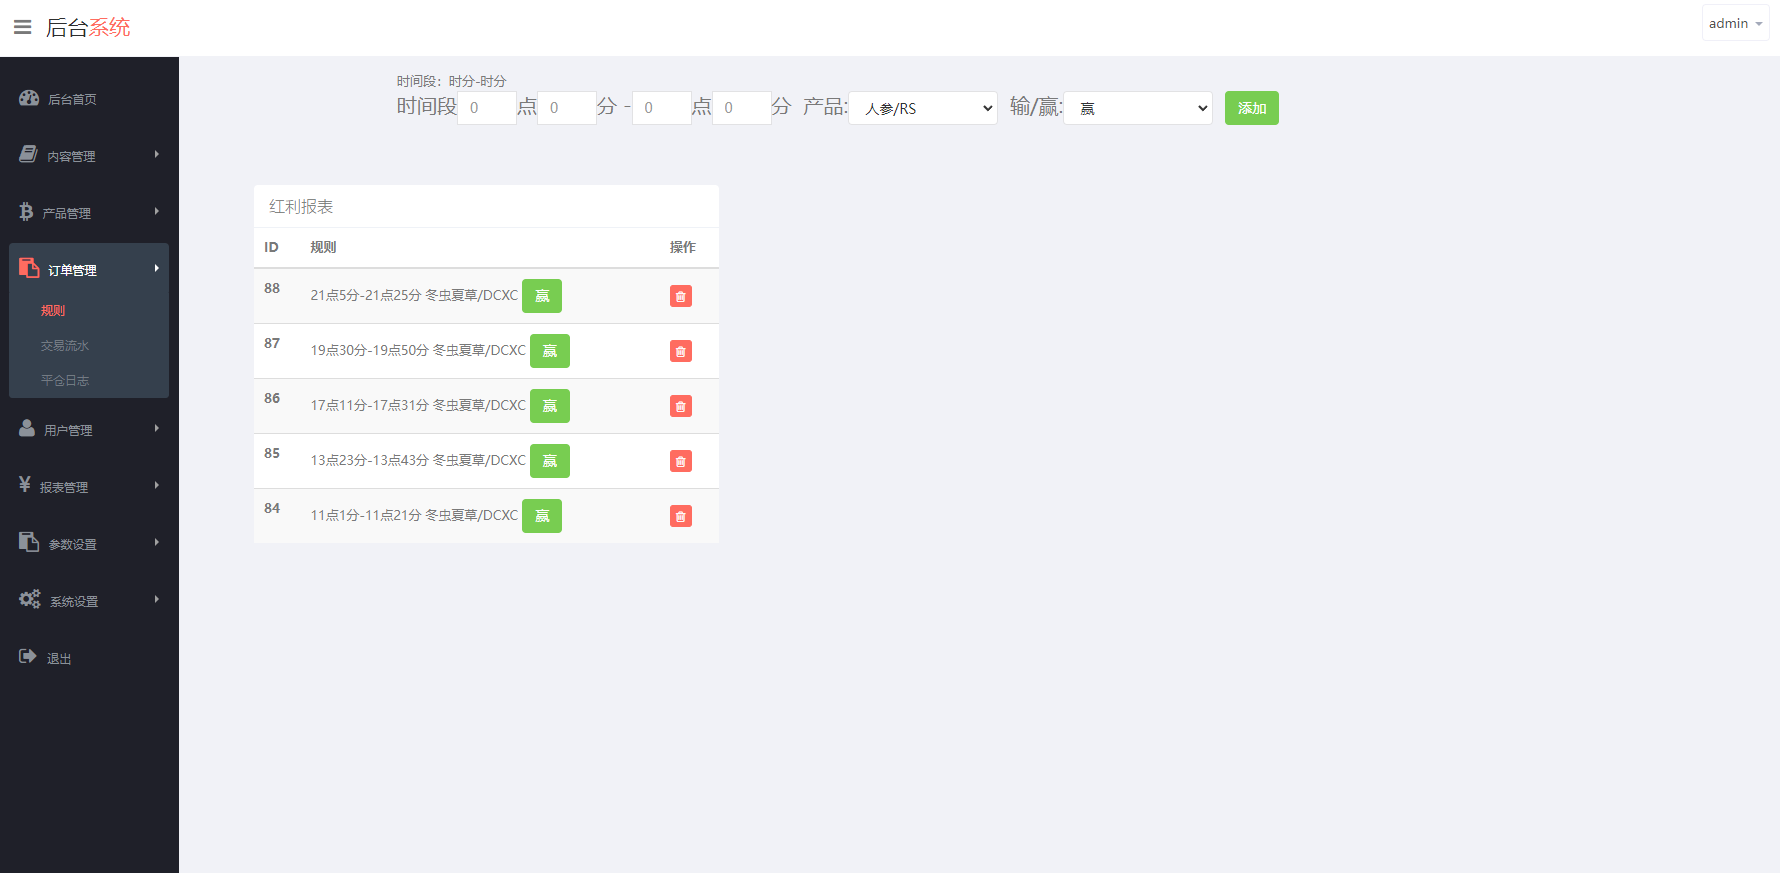 后台系统
admin
后台首页
内容管理
产品管理
订单管理
规则
交易流水
平仓日志
用户管理
报表管理
参数设置
系统设置
退出
时间段：时分-时分
时间段 0 点 0 分 - 0 点 0 分 产品: 人参/RS 输/赢: 赢 添加
红利报表
ID 规则 操作
88 21点5分-21点25分 冬虫夏草/DCXC 赢
87 19点30分-19点50分 冬虫夏草/DCXC 赢
86 17点11分-17点31分 冬虫夏草/DCXC 赢
85 13点23分-13点43分 冬虫夏草/DCXC 赢
84 11点1分-11点21分 冬虫夏草/DCXC 赢